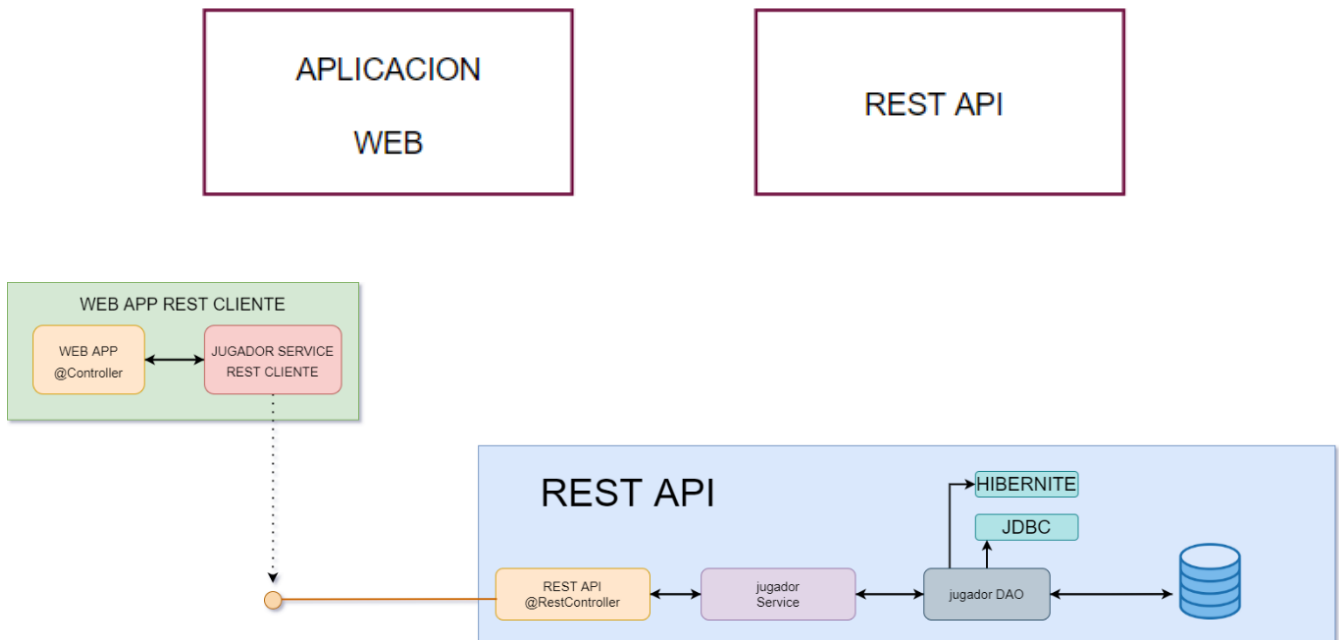 APLICACION
WEB
REST API
WEB APP REST CLIENTE
WEB APP
@Controller
JUGADOR SERVICE
REST CLIENTE
REST API
HIBERNITE
JDBC
REST API
@RestController
jugador
Service
jugador DAO